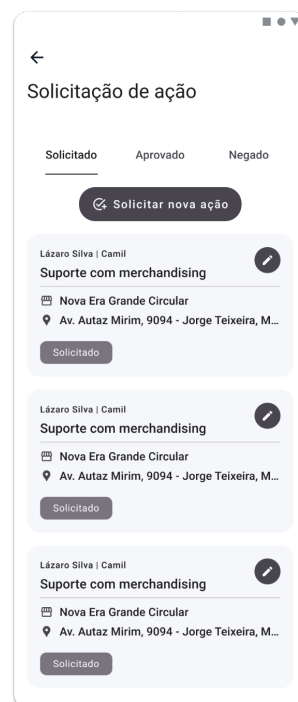 Solicitação de ação
Solicitado Aprovado Negado
Solicitar nova ação
Lázaro Silva | Camil
Suporte com merchandising
Nova Era Grande Circular
Av. Autaz Mirim, 9094 - Jorge Teixeira, M...
Solicitado
Lázaro Silva | Camil
Suporte com merchandising
Nova Era Grande Circular
Av. Autaz Mirim, 9094 - Jorge Teixeira, M...
Solicitado
Lázaro Silva | Camil
Suporte com merchandising
Nova Era Grande Circular
Av. Autaz Mirim, 9094 - Jorge Teixeira, M...
Solicitado